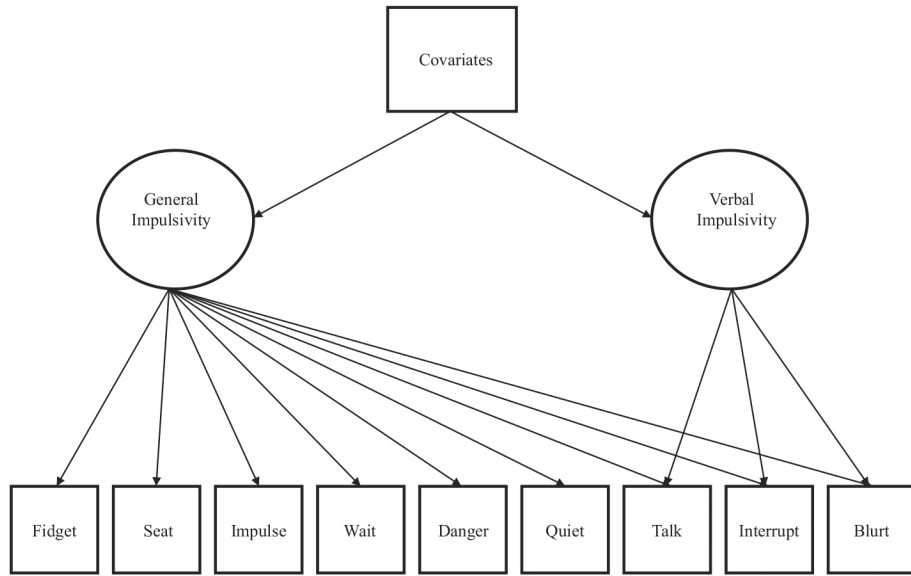 Covariates
General
Impulsivity
Verbal
Impulsivity
Fidget
Seat
Impulse
Wait
Danger
Quiet
Talk
Interrupt
Blurt